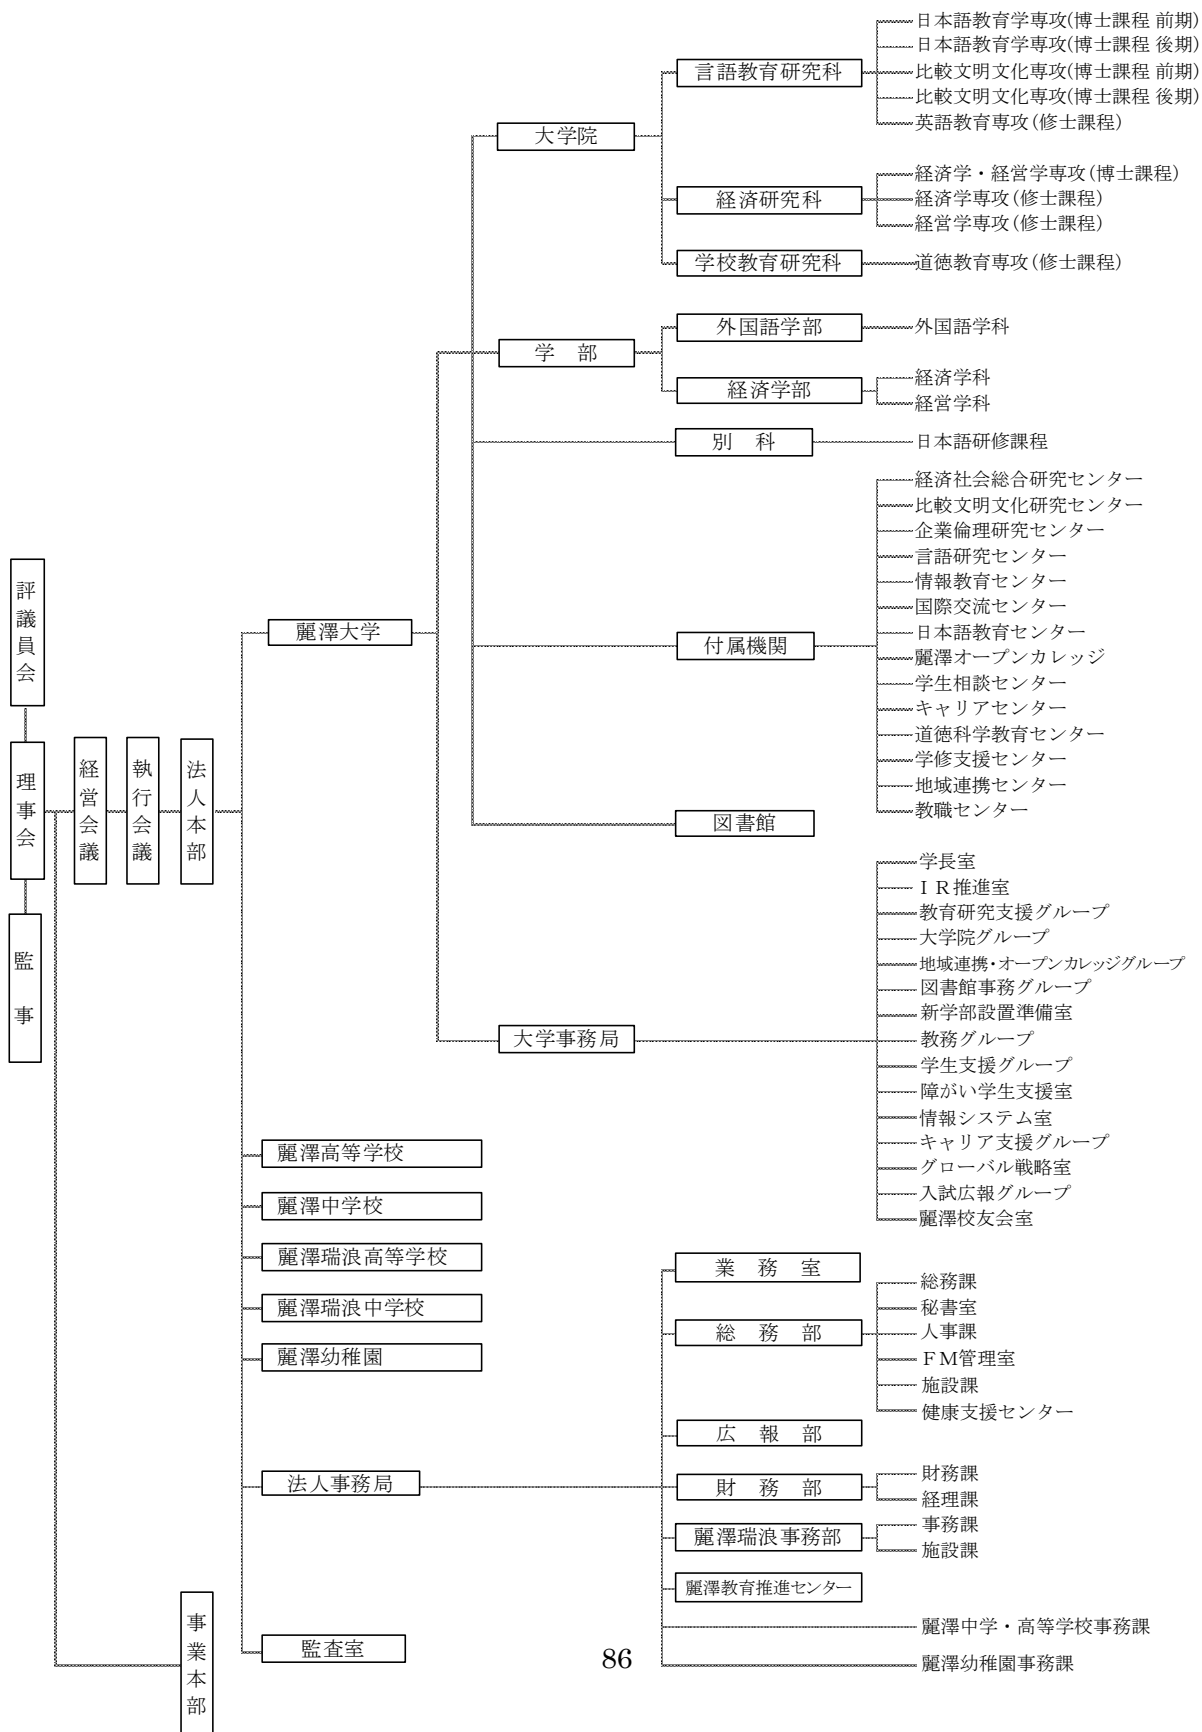 評議員会
理事会
監　事
経営会議
執行会議
法人本部
事業本部
麗澤大学
大学院
言語教育研究科
日本語教育学専攻(博士課程 前期)
日本語教育学専攻(博士課程 後期)
比較文明文化専攻(博士課程 前期)
比較文明文化専攻(博士課程 後期)
英語教育専攻(修士課程)
経済研究科
経済学・経営学専攻(博士課程)
経済学専攻(修士課程)
経営学専攻(修士課程)
学校教育研究科
道徳教育専攻(修士課程)
学　部
外国語学部
外国語学科
経済学部
経済学科
経営学科
別　科
日本語研修課程
付属機関
経済社会総合研究センター
比較文明文化研究センター
企業倫理研究センター
言語研究センター
情報教育センター
国際交流センター
日本語教育センター
麗澤オープンカレッジ
学生相談センター
キャリアセンター
道徳科学教育センター
学修支援センター
地域連携センター
教職センター
図書館
大学事務局
学長室
ＩＲ推進室
教育研究支援グループ
大学院グループ
地域連携・オープンカレッジグループ
図書館事務グループ
新学部設置準備室
教務グループ
学生支援グループ
障がい学生支援室
情報システム室
キャリア支援グループ
グローバル戦略室
入試広報グループ
麗澤校友会室
麗澤高等学校
麗澤中学校
麗澤瑞浪高等学校
麗澤瑞浪中学校
麗澤幼稚園
法人事務局
業　務　室
総　務　部
総務課
秘書室
人事課
ＦＭ管理室
施設課
健康支援センター
広　報　部
財　務　部
財務課
経理課
麗澤瑞浪事務部
事務課
施設課
麗澤教育推進センター
麗澤中学・高等学校事務課
麗澤幼稚園事務課
監査室
86